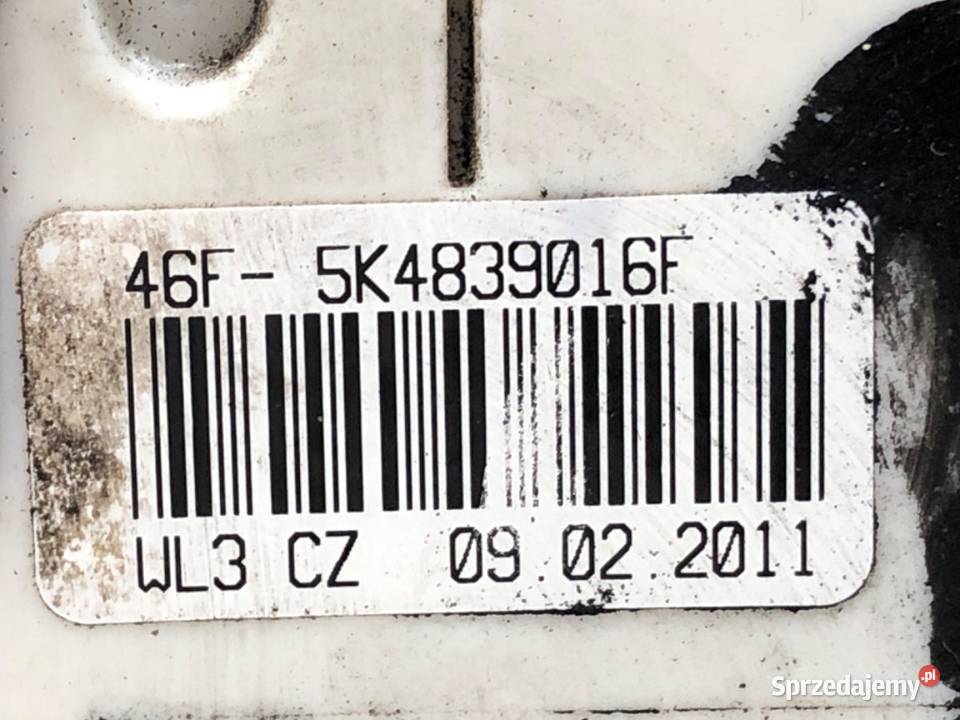 46F- 5K4839016F
WL3 CZ 09.02.2011
Sprzedajemy.pl